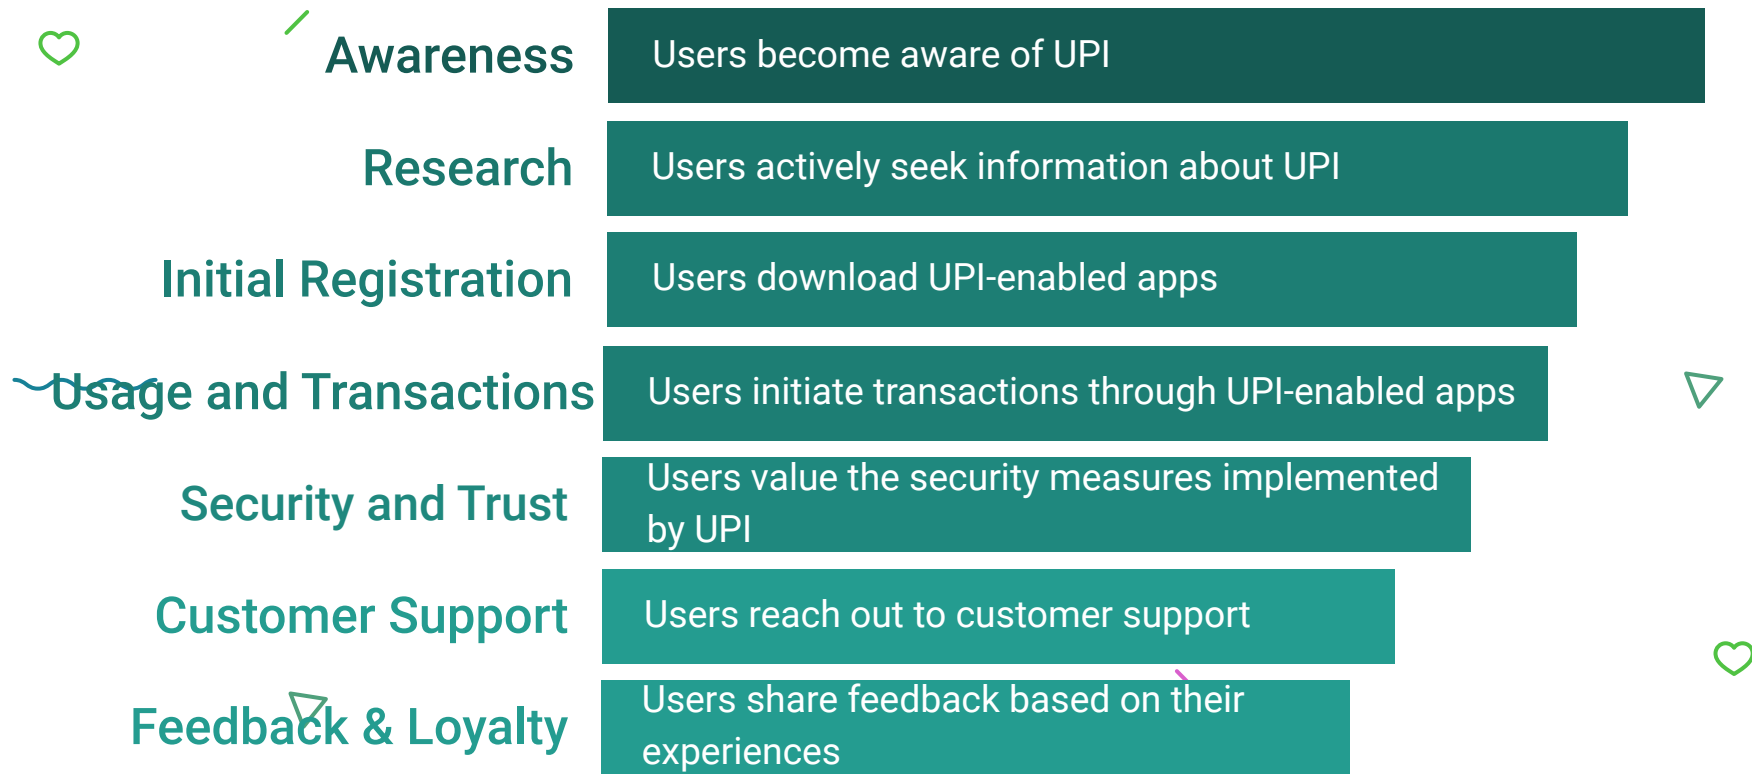 Awareness
Users become aware of UPI
Research
Users actively seek information about UPI
Initial Registration
Users download UPI-enabled apps
Usage and Transactions
Users initiate transactions through UPI-enabled apps
Security and Trust
Users value the security measures implemented
by UPI
Customer Support
Users reach out to customer support
Feedback & Loyalty
Users share feedback based on their
experiences